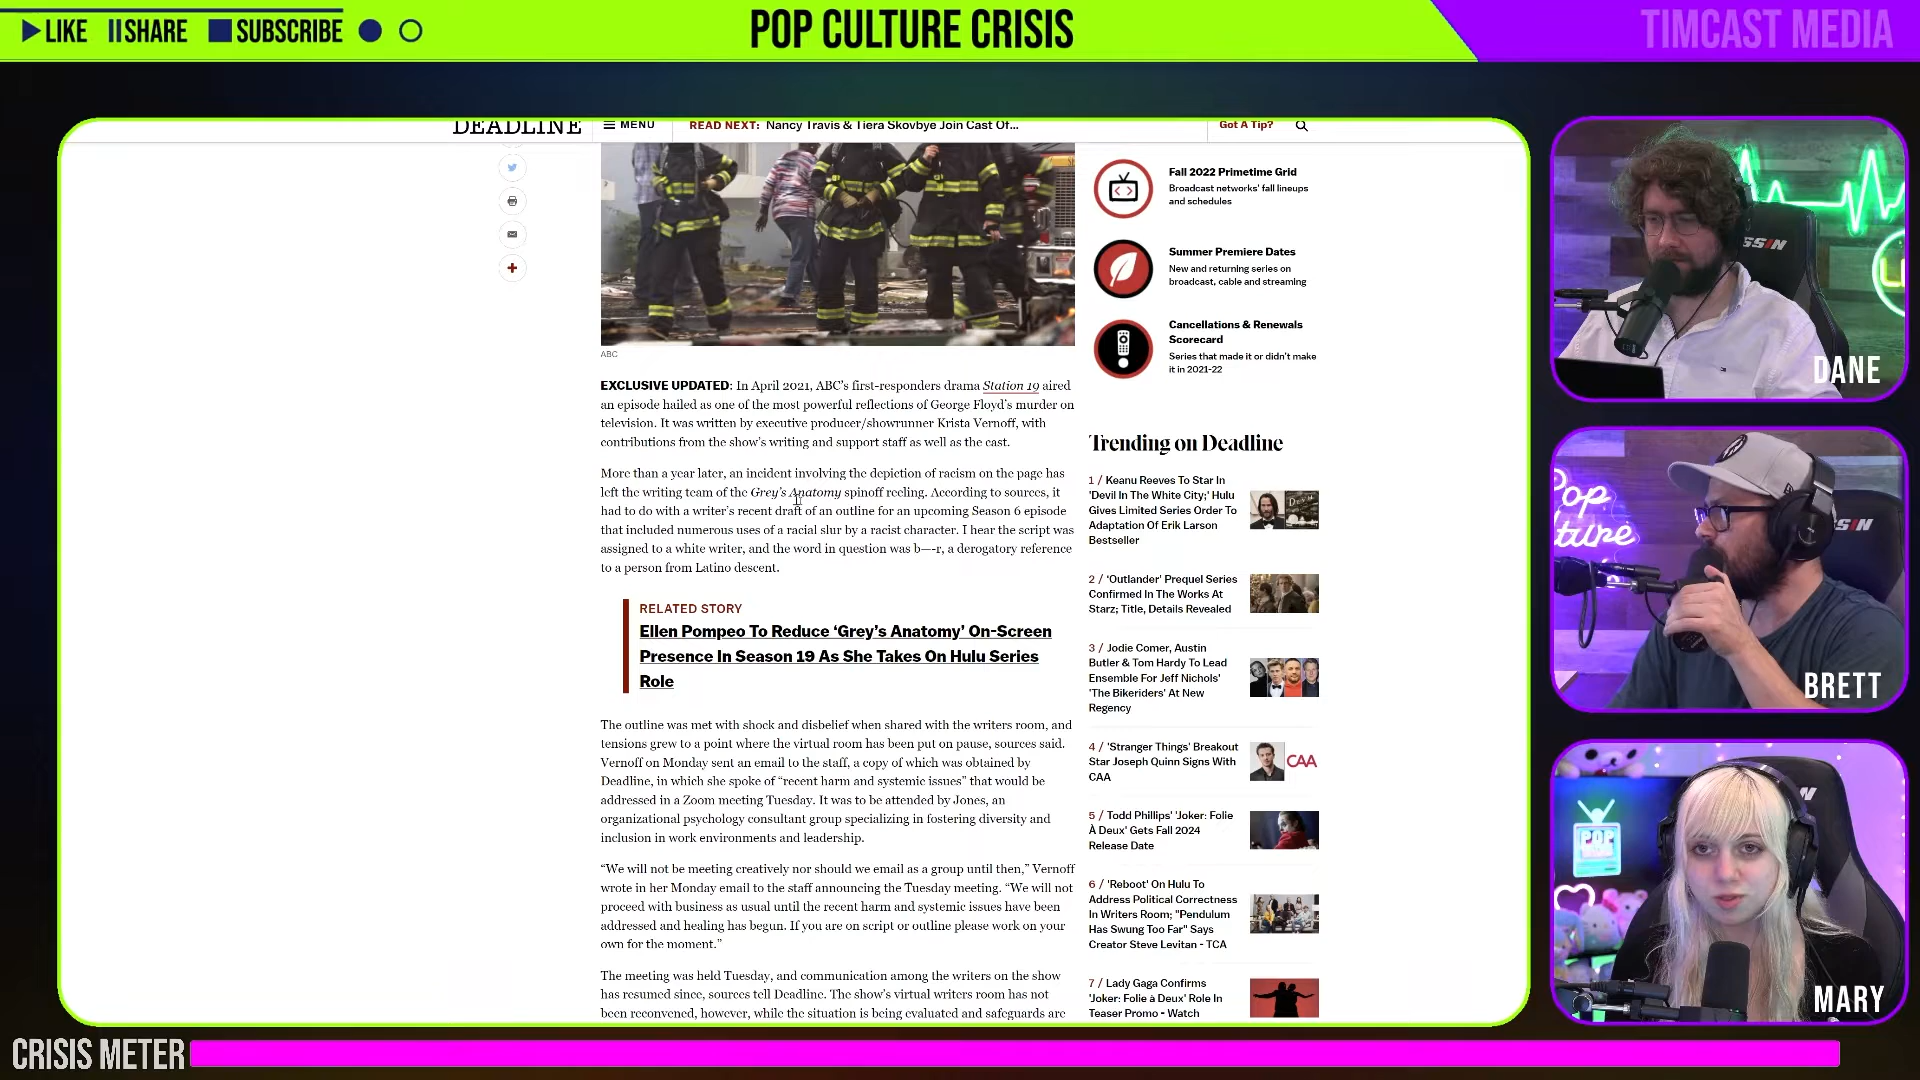 LIKE SHARE SUBSCRIBE
POP CULTURE CRISIS
TIMCAST MEDIA
DEADLINE
MENU
READ NEXT: Nancy Travis & Tiera Skovbye Join Cast Of...
Got A Tip?
ABC
EXCLUSIVE UPDATED: In April 2021, ABC's first-responders drama Station 19 aired
an episode hailed as one of the most powerful reflections of George Floyd's murder on
television. It was written by executive producer/showrunner Krista Vernoff, with
contributions from the show's writing and support staff as well as the cast.
More than a year later, an incident involving the depiction of racism on the page has
left the writing team of the Grey's Anatomy spinoff reeling. According to sources, it
had to do with a writer's recent draft of an outline for an upcoming Season 6 episode
that included numerous uses of a racial slur by a racist character. I hear the script was
assigned to a white writer, and the word in question was b—-r, a derogatory reference
to a person from Latino descent.
RELATED STORY
Ellen Pompeo To Reduce ‘Grey’s Anatomy’ On-Screen
Presence In Season 19 As She Takes On Hulu Series
Role
The outline was met with shock and disbelief when shared with the writers room, and
tensions grew to a point where the virtual room has been put on pause, sources said.
Vernoff on Monday sent an email to the staff, a copy of which was obtained by
Deadline, in which she spoke of “recent harm and systemic issues” that would be
addressed in a Zoom meeting Tuesday. It was to be attended by Jones, an
organizational psychology consultant group specializing in fostering diversity and
inclusion in work environments and leadership.
“We will not be meeting creatively nor should we email as a group until then,” Vernoff
wrote in her Monday email to the staff announcing the Tuesday meeting. “We will not
proceed with business as usual until the recent harm and systemic issues have been
addressed and healing has begun. If you are on script or outline please work on your
own for the moment.”
The meeting was held Tuesday, and communication among the writers on the show
has resumed since, sources tell Deadline. The show's virtual writers room has not
been reconvened, however, while the situation is being evaluated and safeguards are
Fall 2022 Primetime Grid
Broadcast networks' fall lineups
and schedules
Summer Premiere Dates
New and returning series on
broadcast, cable and streaming
Cancellations & Renewals
Scorecard
Series that made it or didn't make
it in 2021-22
Trending on Deadline
1 / Keanu Reeves To Star In
'Devil In The White City;' Hulu
Gives Limited Series Order To
Adaptation Of Erik Larson
Bestseller
2 / ‘Outlander’ Prequel Series
Confirmed In The Works At
Starz; Title, Details Revealed
3 / Jodie Comer, Austin
Butler & Tom Hardy To Lead
Ensemble For Jeff Nichols'
'The Bikeriders' At New
Regency
4 / 'Stranger Things' Breakout
Star Joseph Quinn Signs With
CAA
CAA
5 / Todd Phillips' 'Joker: Folie
À Deux' Gets Fall 2024
Release Date
6 / 'Reboot' On Hulu To
Address Political Correctness
In Writers Room; "Pendulum
Has Swung Too Far" Says
Creator Steve Levitan - TCA
7 / Lady Gaga Confirms
'Joker: Folie à Deux' Role In
Teaser Promo - Watch
DANE
BRETT
MARY
CRISIS METER